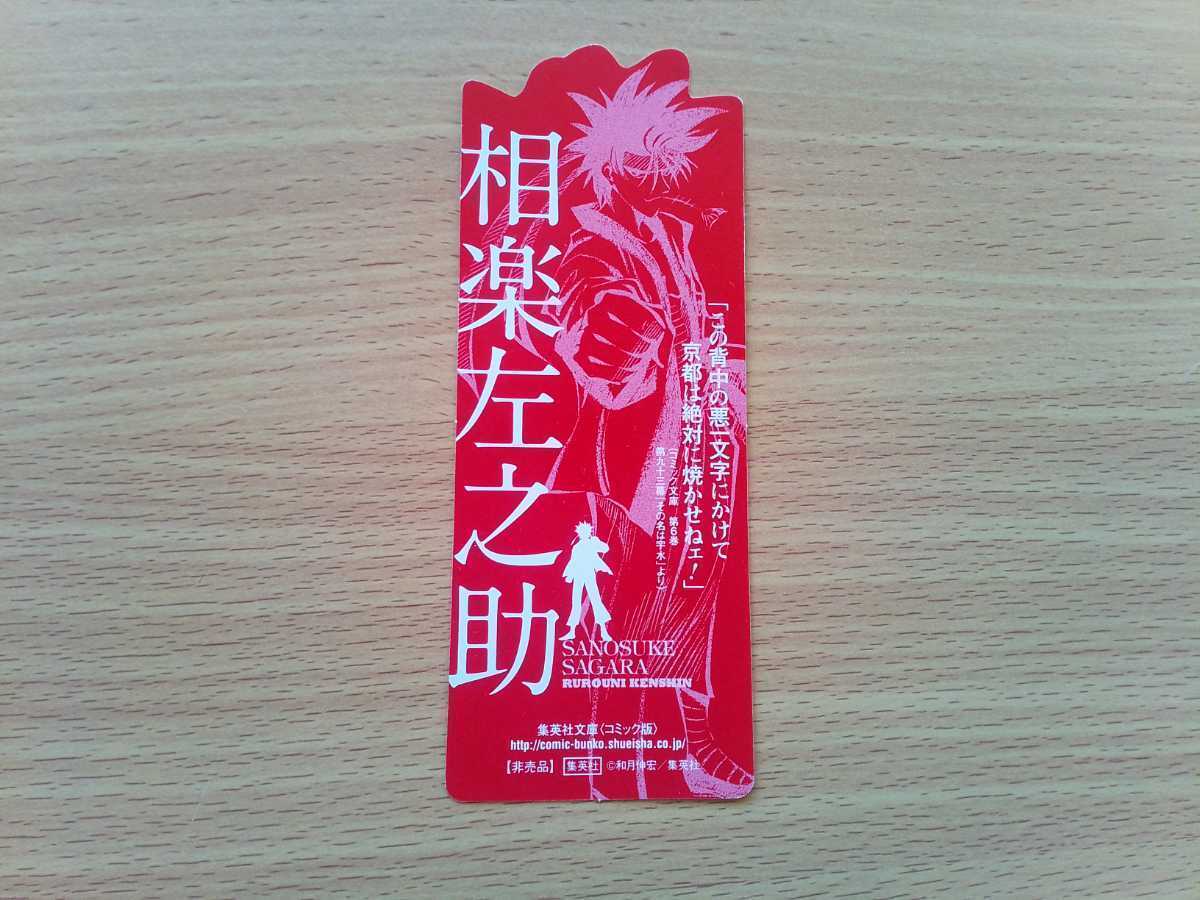 相楽左之助
「この背中の悪一文字にかけて
京都は絶対に焼かせねェ!」
(コミック文庫 第6巻
第九十三幕「その名は宇水」より)
SANOSUKE
SAGARA
RUROUNI KENSHIN
集英社文庫〈コミック版〉
http://comic-bunko.shueisha.co.jp/
【非売品】 集英社 ©和月伸宏/集英社